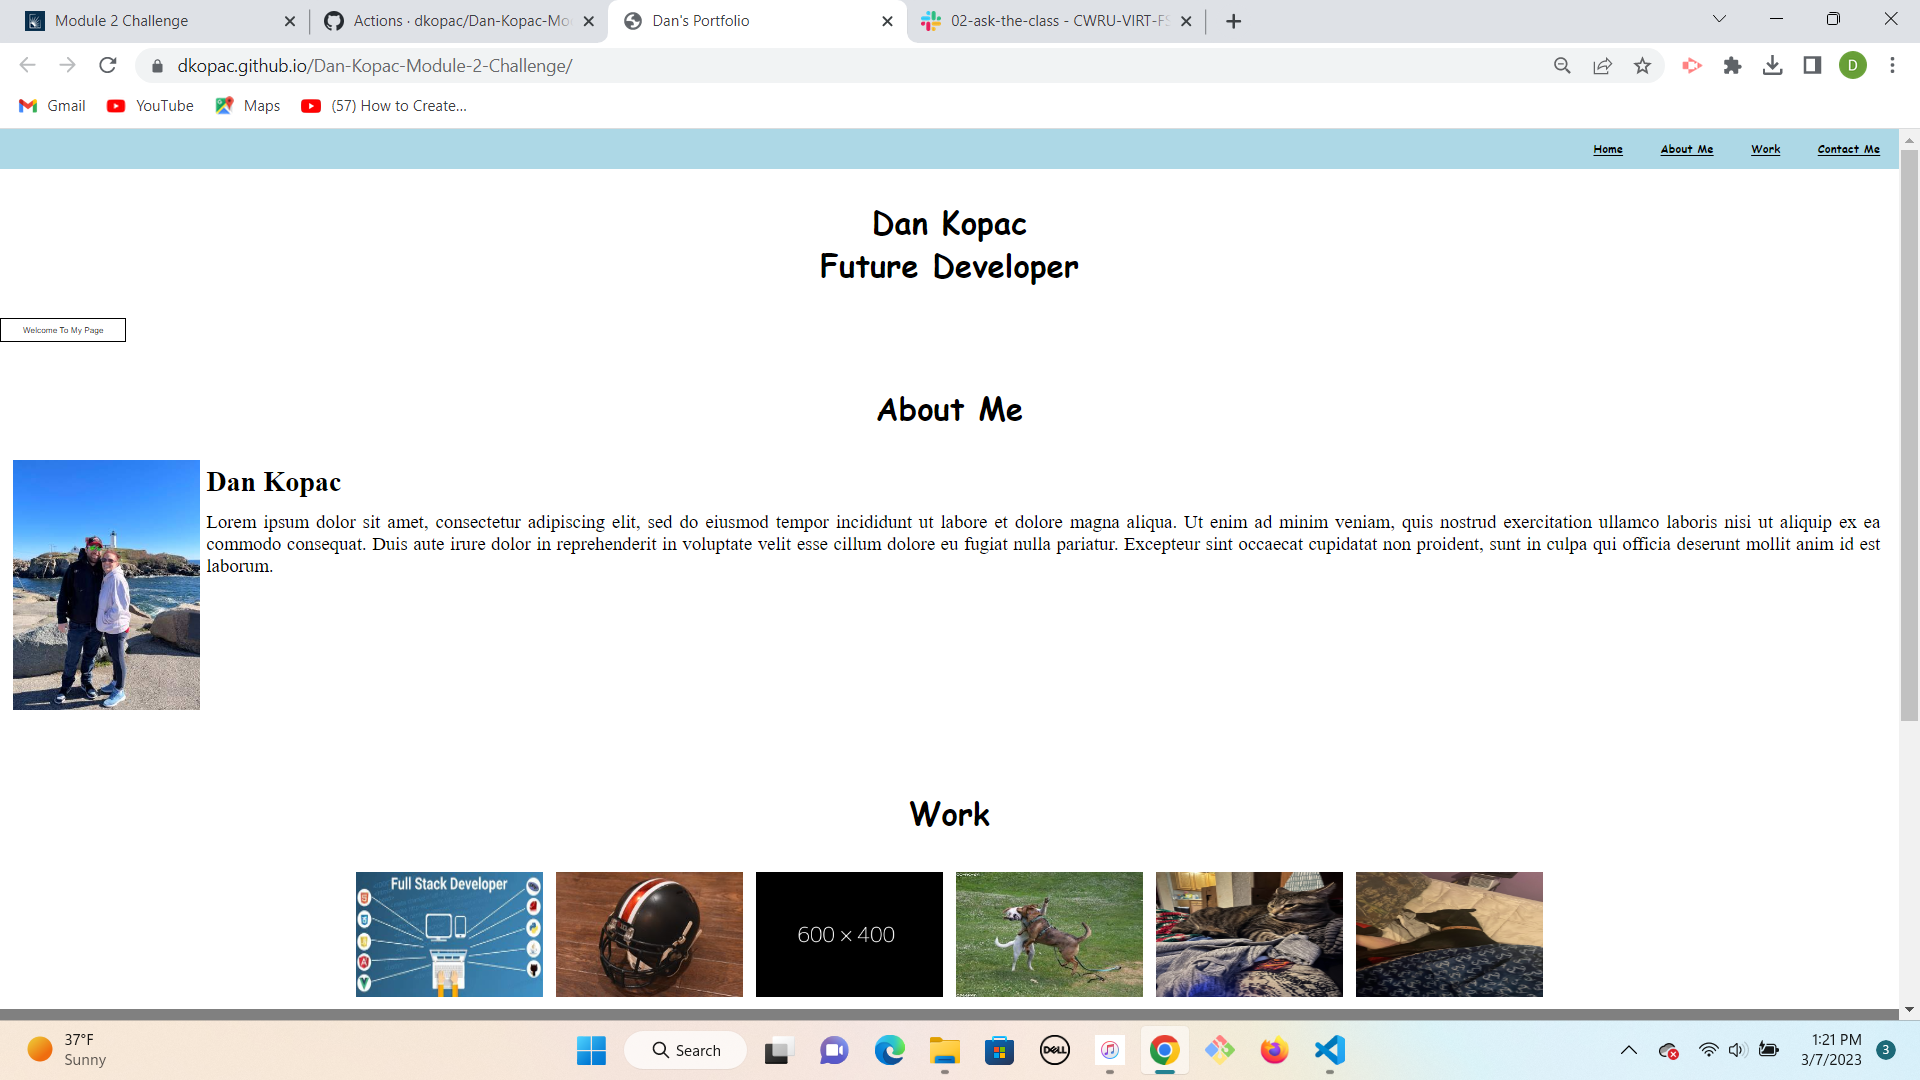 Module 2 Challenge
Actions · dkopac/Dan-Kopac-Mo
Dan's Portfolio
02-ask-the-class - CWRU-VIRT-FS
dkopac.github.io/Dan-Kopac-Module-2-Challenge/
D
Gmail
YouTube
Maps
(57) How to Create...
Home
About Me
Work
Contact Me
Dan Kopac
Future Developer
Welcome To My Page
About Me
Dan Kopac
Lorem ipsum dolor sit amet, consectetur adipiscing elit, sed do eiusmod tempor incididunt ut labore et dolore magna aliqua. Ut enim ad minim veniam, quis nostrud exercitation ullamco laboris nisi ut aliquip ex ea
commodo consequat. Duis aute irure dolor in reprehenderit in voluptate velit esse cillum dolore eu fugiat nulla pariatur. Excepteur sint occaecat cupidatat non proident, sunt in culpa qui officia deserunt mollit anim id est
laborum.
Work
Full Stack Developer
600 × 400
37°F
Sunny
Search
DELL
1:21 PM
3/7/2023
3